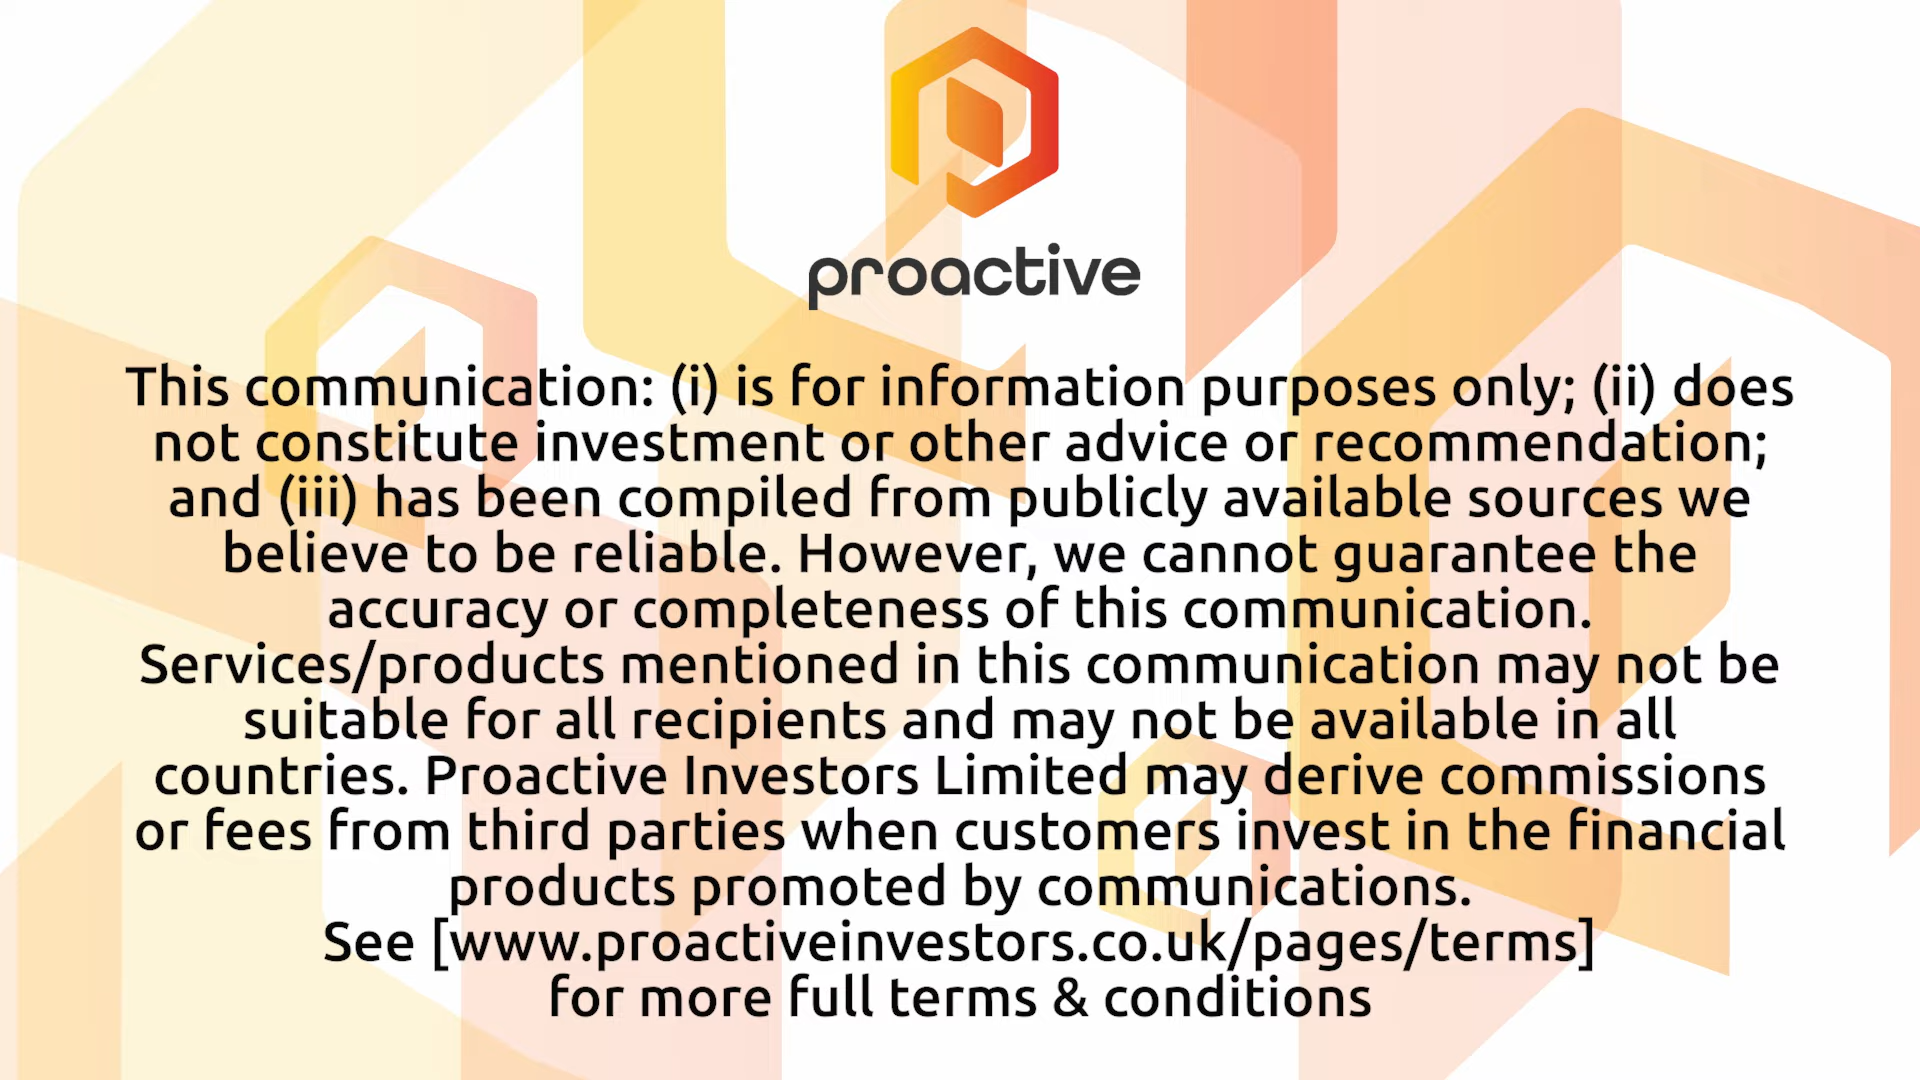 proactive
This communication: (i) is for information purposes only; (ii) does
not constitute investment or other advice or recommendation;
and (iii) has been compiled from publicly available sources we
believe to be reliable. However, we cannot guarantee the
accuracy or completeness of this communication.
Services/products mentioned in this communication may not be
suitable for all recipients and may not be available in all
countries. Proactive Investors Limited may derive commissions
or fees from third parties when customers invest in the financial
products promoted by communications.
See [www.proactiveinvestors.co.uk/pages/terms]
for more full terms & conditions